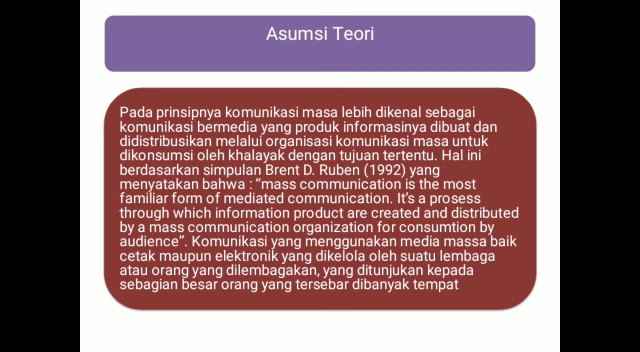 Asumsi Teori
Pada prinsipnya komunikasi masa lebih dikenal sebagai
komunikasi bermedia yang produk informasinya dibuat dan
didistribusikan melalui organisasi komunikasi masa untuk
dikonsumsi oleh khalayak dengan tujuan tertentu. Hal ini
berdasarkan simpulan Brent D. Ruben (1992) yang
menyatakan bahwa : “mass communication is the most
familiar form of mediated communication. It’s a prosess
through which information product are created and distributed
by a mass communication organization for consumtion by
audience”. Komunikasi yang menggunakan media massa baik
cetak maupun elektronik yang dikelola oleh suatu lembaga
atau orang yang dilembagakan, yang ditunjukan kepada
sebagian besar orang yang tersebar dibanyak tempat